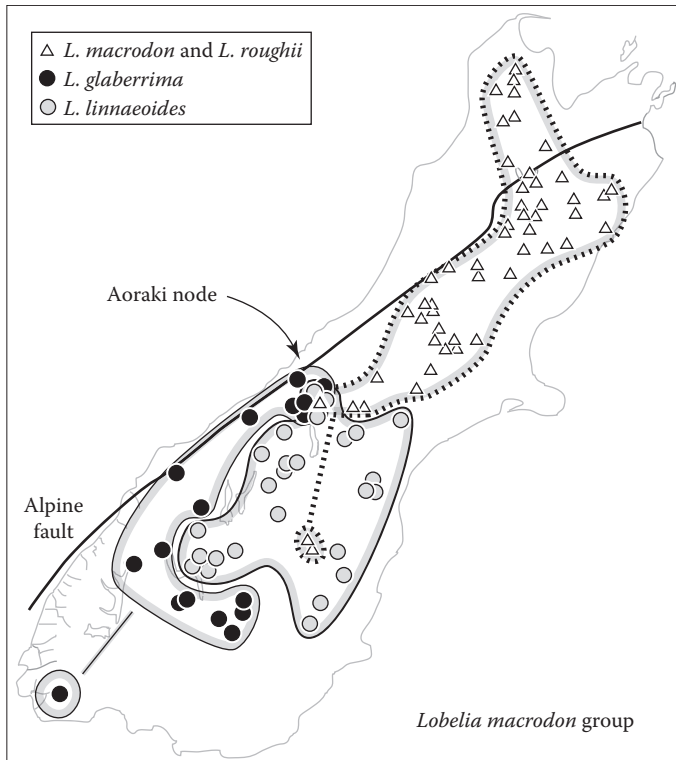 L. macrodon and L. roughii
L. glaberrima
L. linnaeoides
Aoraki node
Alpine
fault
Lobelia macrodon group